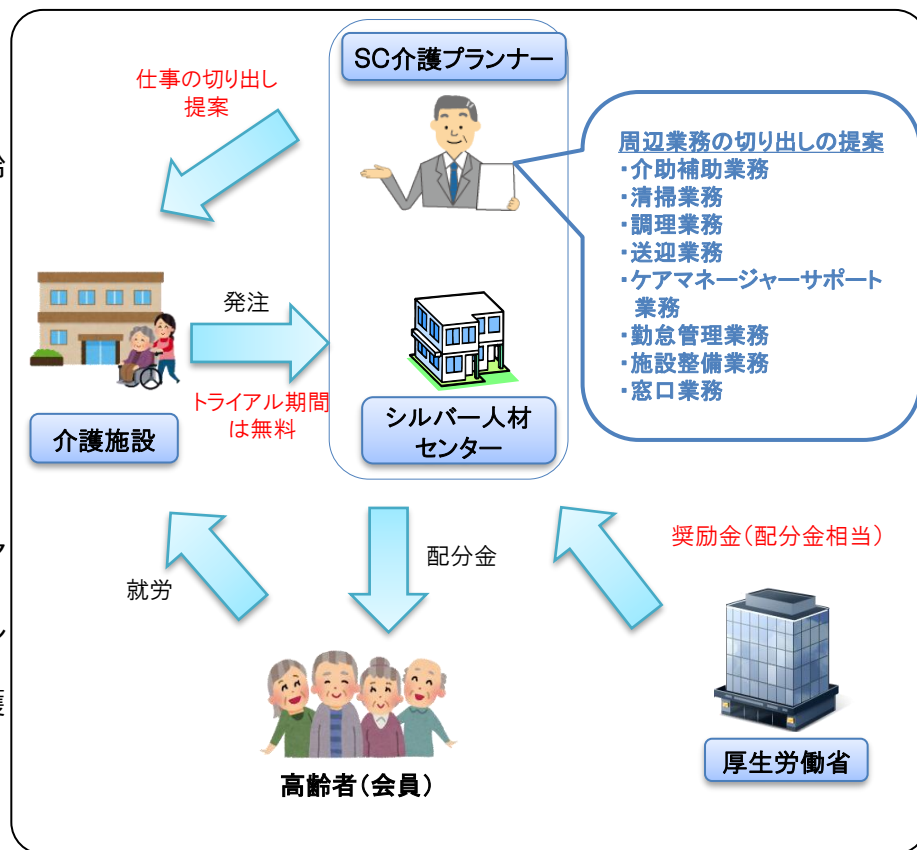 SC介護プランナー
仕事の切り出し
提案
周辺業務の切り出しの提案
・介助補助業務
・清掃業務
・調理業務
・送迎業務
・ケアマネージャーサポート
業務
・勤怠管理業務
・施設整備業務
・窓口業務
発注
トライアル期間
は無料
介護施設
シルバー人材
センター
就労
配分金
奨励金(配分金相当)
高齢者(会員)
厚生労働省
ア